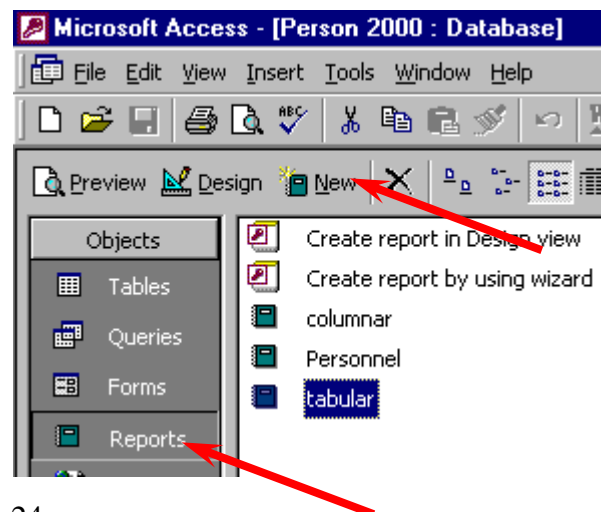 Microsoft Access - [Person 2000 : Database]
File Edit View Insert Tools Window Help
ABC
Preview Design New
Objects
Create report in Design view
Tables
Create report by using wizard
columnar
Queries
Personnel
Forms
tabular
Reports